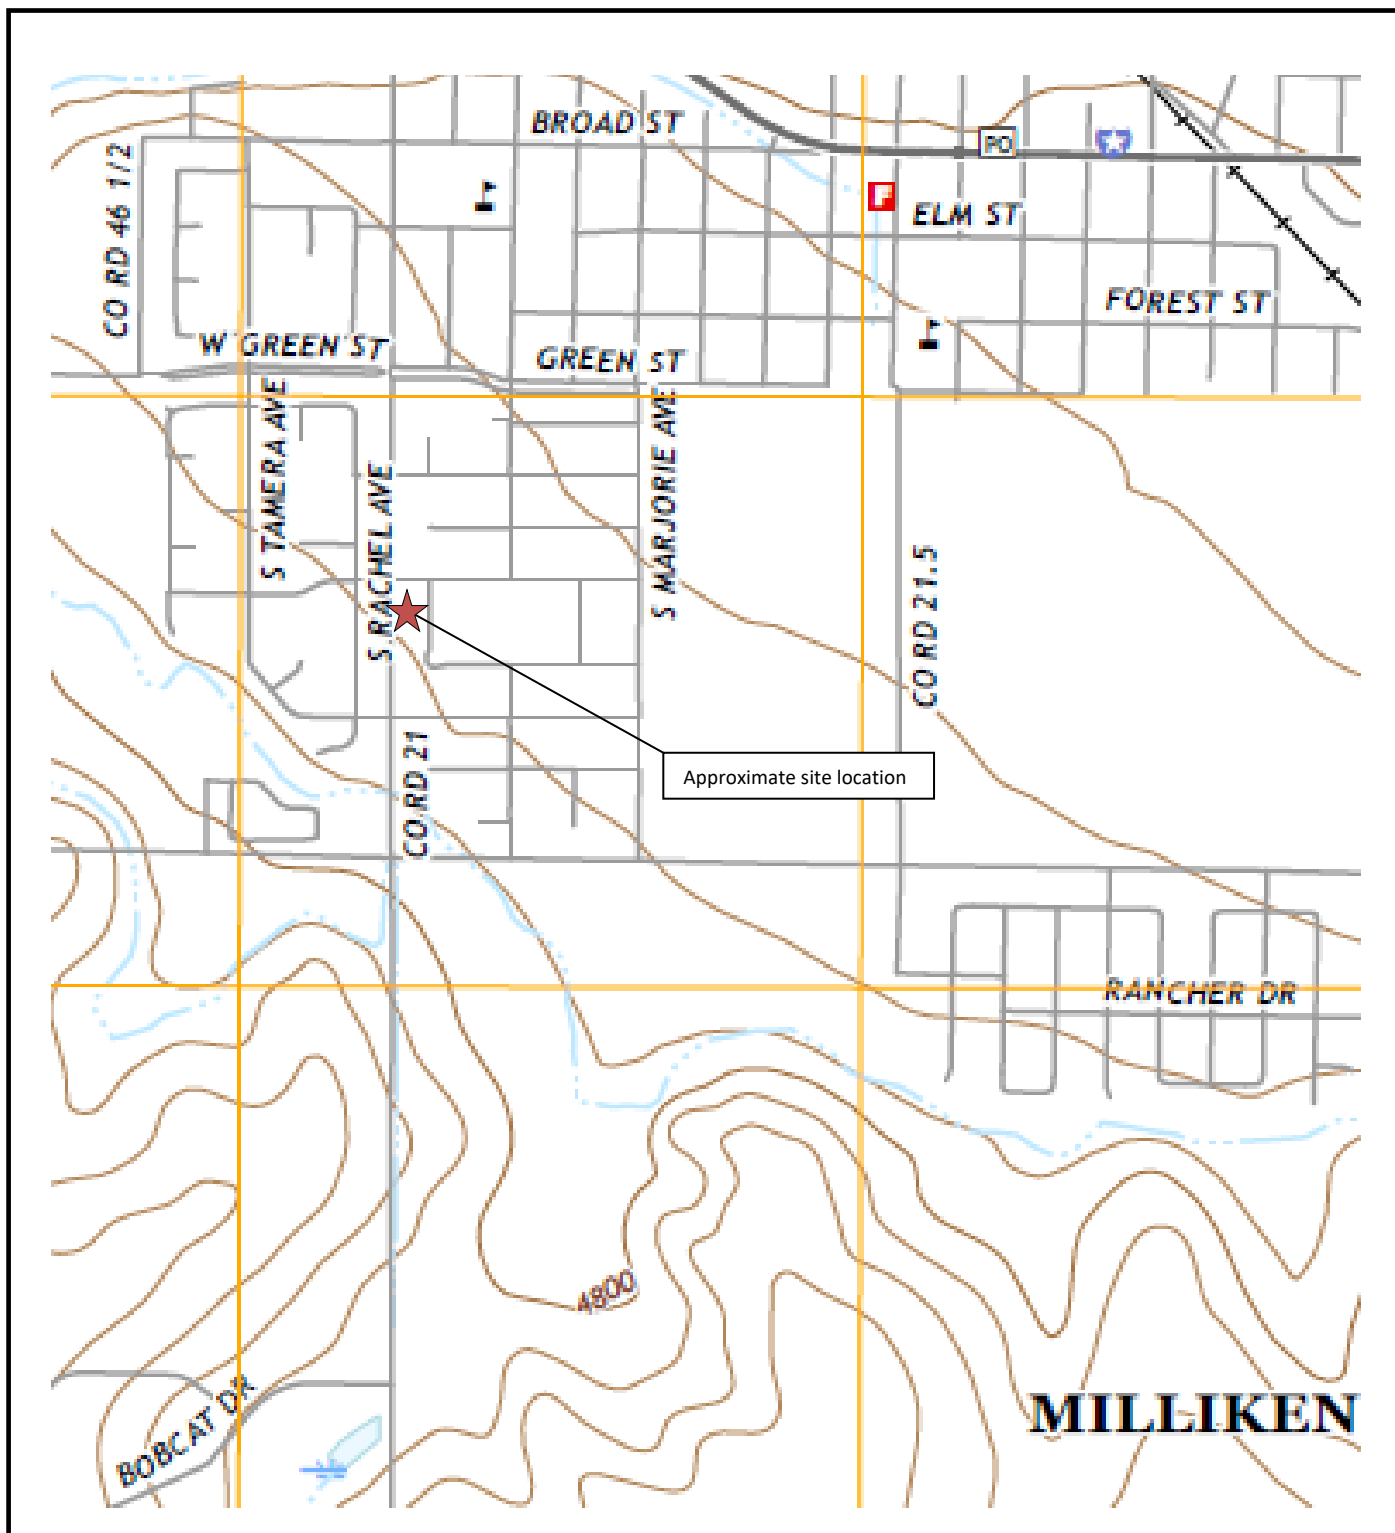 BROAD ST
PO
CO RD 46 1/2
F
ELM ST
FOREST ST
W GREEN ST
GREEN ST
S TAMERA AVE
S RACHEL AVE
S MARJORIE AVE
CO RD 21.5
CO RD 21
Approximate site location
RANCHER DR
4800
BOBCAT DR
MILLIKEN